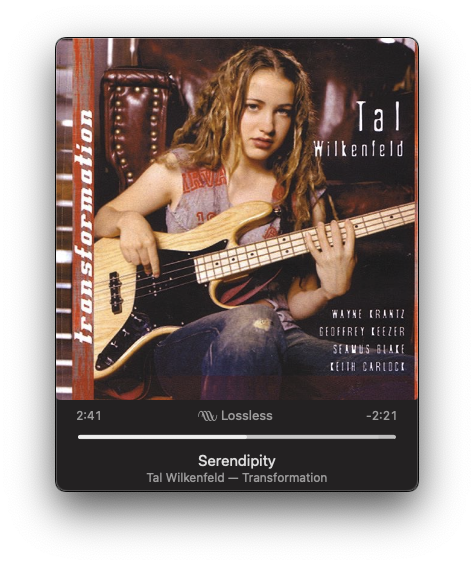 transformation
Tal
Wilkenfeld
WAYNE KRANTZ
GEOFFREY KEEZER
SEAMUS BLAKE
KEITH CARLOCK
2:41
Lossless
-2:21
Serendipity
Tal Wilkenfeld — Transformation